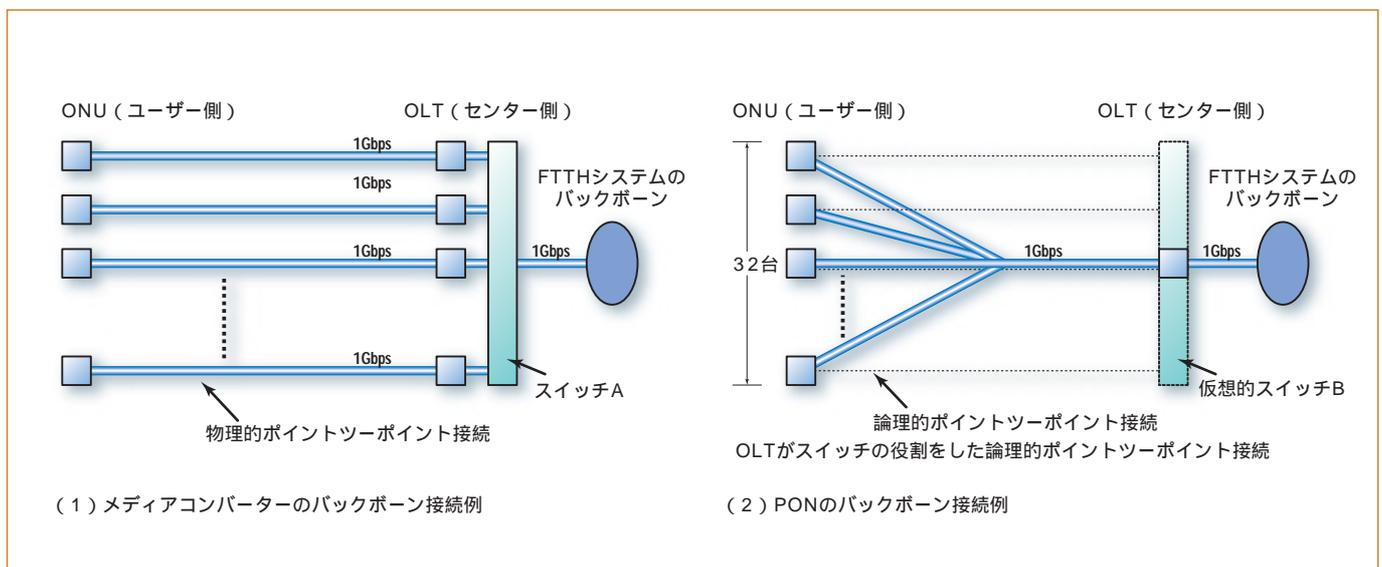 ONU（ユーザー側）
OLT（センター側）
1Gbps
1Gbps
1Gbps
1Gbps
1Gbps
FTTHシステムの
バックボーン
スイッチA
物理的ポイントツーポイント接続
（1）メディアコンバーターのバックボーン接続例
ONU（ユーザー側）
OLT（センター側）
32台
1Gbps
1Gbps
FTTHシステムの
バックボーン
仮想的スイッチB
論理的ポイントツーポイント接続
OLTがスイッチの役割をした論理的ポイントツーポイント接続
（2）PONのバックボーン接続例